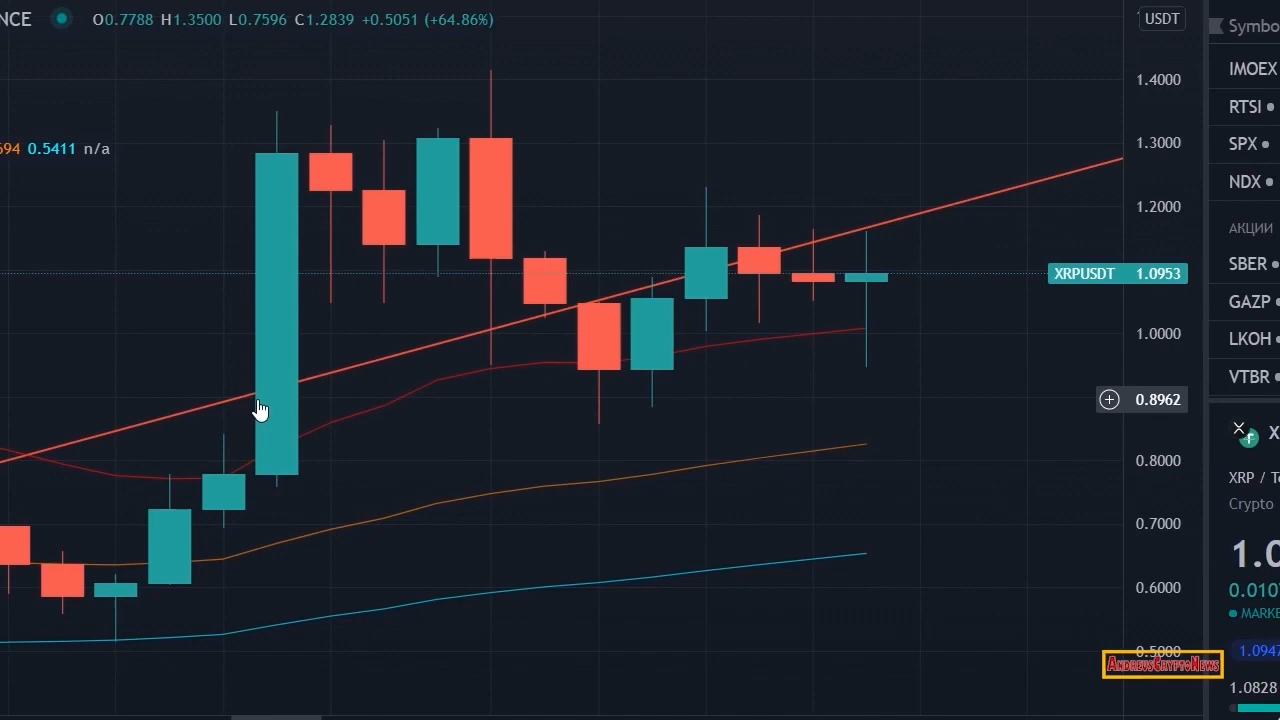 NCE O0.7788 H1.3500 L0.7596 C1.2839 +0.5051 (+64.86%)
694 0.5411 n/a
USDT
1.4000
1.3000
1.2000
XRPUSDT 1.0953
1.0000
0.8962
0.8000
0.7000
0.6000
0.5000
ANDREVSCRYPTONEWS
Symbo
IMOEX
RTSI
SPX
NDX
АКЦИИ
SBER
GAZP
LKOH
VTBR
X
XRP / Te
Crypto
1.0
0.010
MARKE
1.0947
1.0828